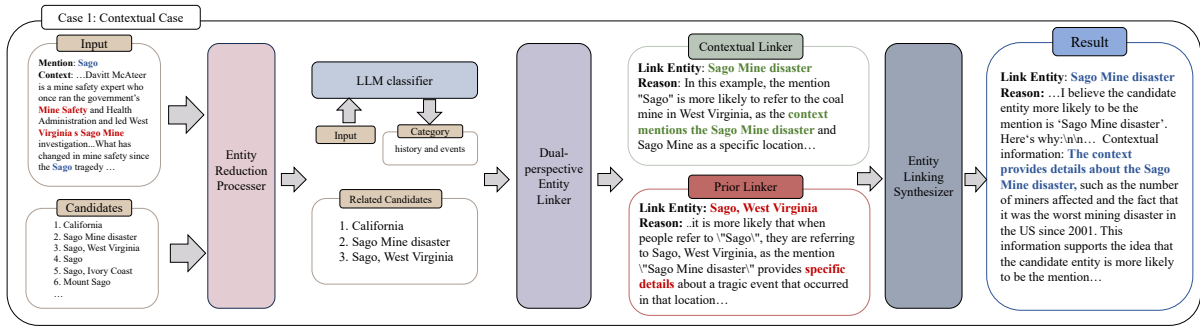 Case 1: Contextual Case
Input
Mention: Sago
Context: …Davitt McAteer
is a mine safety expert who
once ran the government's
Mine Safety and Health
Administration and led West
Virginia s Sago Mine
investigation...What has
changed in mine safety since
the Sago tragedy …
Candidates
1. California
2. Sago Mine disaster
3. Sago, West Virginia
4. Sago
5. Sago, Ivory Coast
6. Mount Sago
…
Entity
Reduction
Processor
LLM classifier
Input
Category
history and events
Related Candidates
1. California
2. Sago Mine disaster
3. Sago, West Virginia
Dual-
perspective
Entity
Linker
Contextual Linker
Link Entity: Sago Mine disaster
Reason: In this example, the mention
"Sago" is more likely to refer to the coal
mine in West Virginia, as the
context mentions the Sago Mine disaster and
Sago Mine as a specific location…
Prior Linker
Link Entity: Sago, West Virginia
Reason: ..it is more likely that when
people refer to \"Sago\", they are referring
to Sago, West Virginia, as the mention
\"Sago Mine disaster\" provides specific
details about a tragic event that occurred
in that location…
Entity
Linking
Synthesizer
Result
Link Entity: Sago Mine disaster
Reason: …I believe the candidate
entity more likely to be the
mention is 'Sago Mine disaster'.
Here's why:\n\n… Contextual
information: The context
provides details about the Sago
Mine disaster, such as the number
of miners affected and the fact that
it was the worst mining disaster in
the US since 2001. This
information supports the idea that
the candidate entity is more likely
to be the mention…